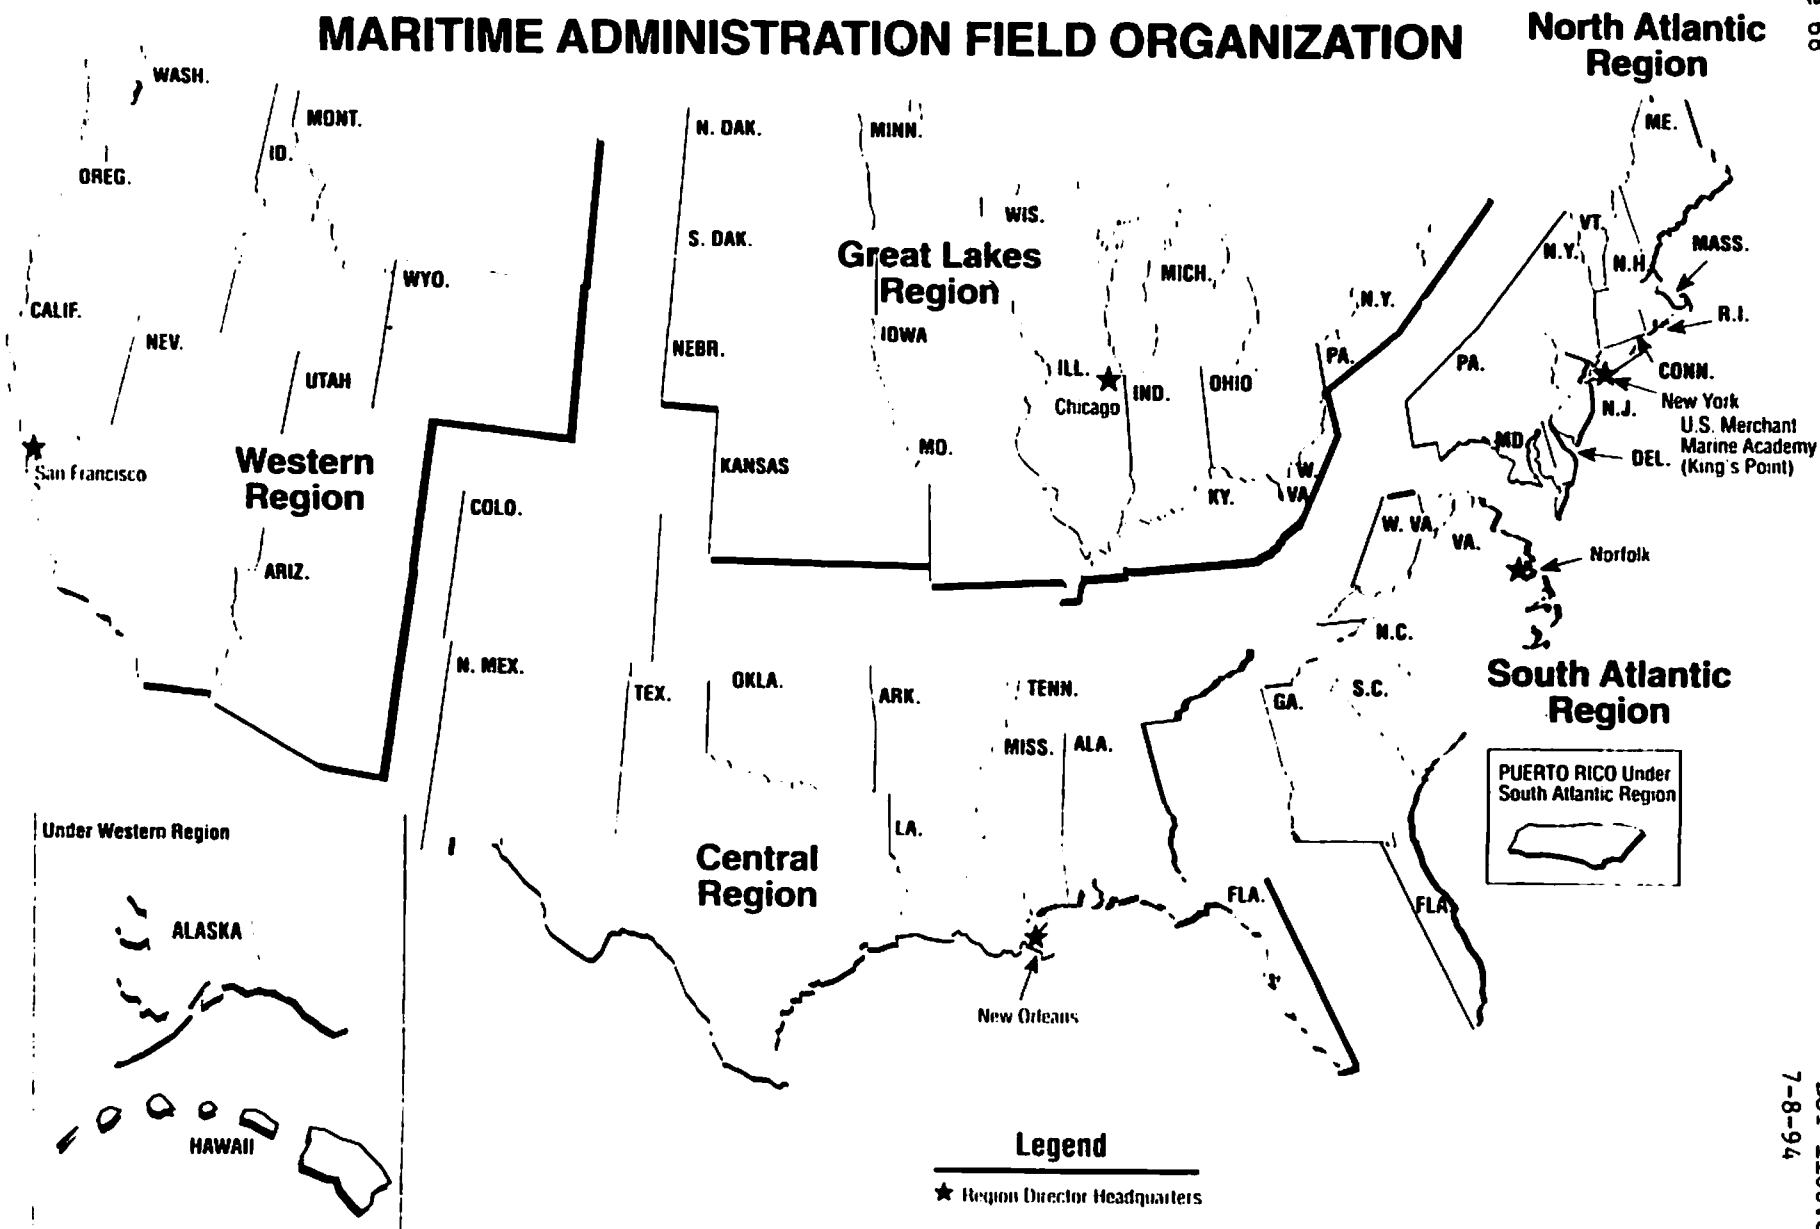 MARITIME ADMINISTRATION FIELD ORGANIZATION
North Atlantic
Region
WASH.
MONT.
ID.
OREG.
N. DAK.
MINN.
ME.
WIS.
S. DAK.
Great Lakes
Region
MICH.
VT.
N.Y.
N.H.
MASS.
WYO.
CALIF.
NEV.
UTAH
NEBR.
IOWA
N.Y.
R.I.
ILL.
Chicago
IND.
OHIO
PA.
PA.
CONN.
New York
N.J.
U.S. Merchant
Marine Academy
(King's Point)
San Francisco
Western
Region
KANSAS
MO.
KY.
W.
VA.
MD.
DEL.
COLO.
W. VA.
VA.
Norfolk
ARIZ.
N.C.
N. MEX.
TEX.
OKLA.
ARK.
TENN.
GA.
S.C.
South Atlantic
Region
MISS.
ALA.
PUERTO RICO Under
South Atlantic Region
Under Western Region
LA.
Central
Region
FLA.
FLA.
ALASKA
New Orleans
HAWAII
Legend
★ Region Director Headquarters
7-8-94